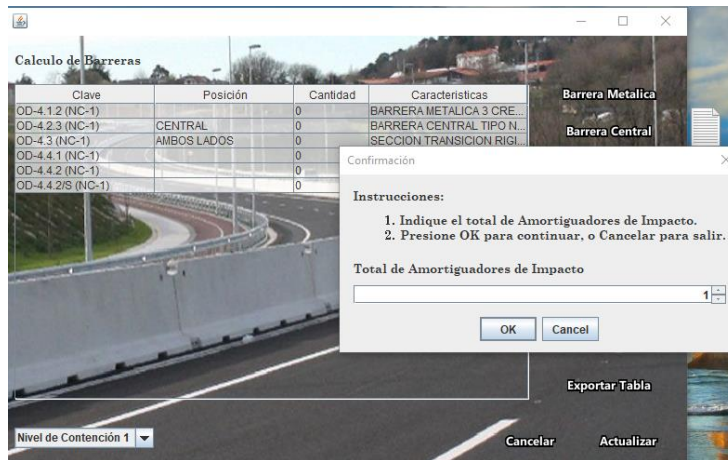 Calculo de Barreras
Clave Posición Cantidad Caracteristicas
OD-4.1.2 (NC-1) 0 BARRERA METALICA 3 CRE...
OD-4.2.3 (NC-1) CENTRAL 0 BARRERA CENTRAL TIPO N...
OD-4.3 (NC-1) AMBOS LADOS 0 SECCION TRANSICION RIGI...
OD-4.4.1 (NC-1) 0
OD-4.4.2 (NC-1) 0
OD-4.4.2/S (NC-1) 0
Barrera Metalica
Barrera Central
Confirmación
Instrucciones:
1. Indique el total de Amortiguadores de Impacto.
2. Presione OK para continuar, o Cancelar para salir.
Total de Amortiguadores de Impacto
1
OK Cancel
Exportar Tabla
Nivel de Contención 1
Cancelar Actualizar